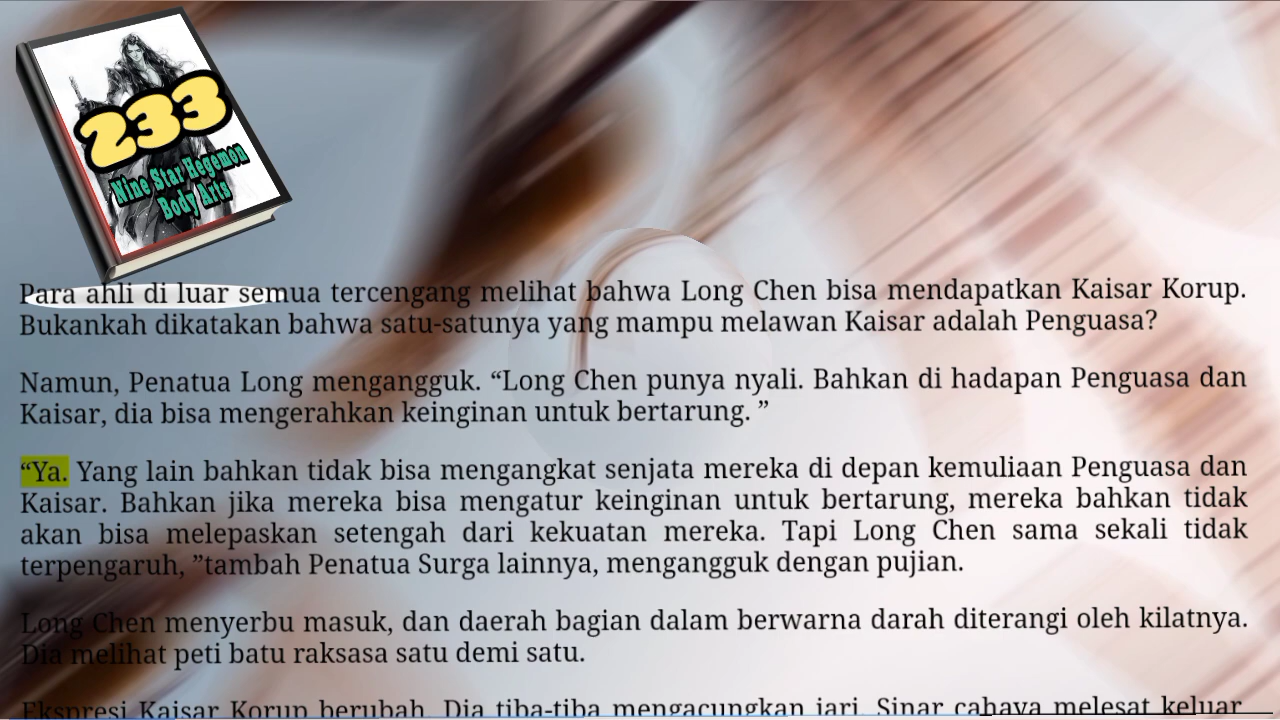 233
Nine Star Hegemon
Body Arts
Para ahli di luar semua tercengang melihat bahwa Long Chen bisa mendapatkan Kaisar Korup.
Bukankah dikatakan bahwa satu-satunya yang mampu melawan Kaisar adalah Penguasa?
Namun, Penatua Long mengangguk. “Long Chen punya nyali. Bahkan di hadapan Penguasa dan
Kaisar, dia bisa mengerahkan keinginan untuk bertarung. ”
“Ya. Yang lain bahkan tidak bisa mengangkat senjata mereka di depan kemuliaan Penguasa dan
Kaisar. Bahkan jika mereka bisa mengatur keinginan untuk bertarung, mereka bahkan tidak
akan bisa melepaskan setengah dari kekuatan mereka. Tapi Long Chen sama sekali tidak
terpengaruh, ”tambah Penatua Surga lainnya, mengangguk dengan pujian.
Long Chen menyerbu masuk, dan daerah bagian dalam berwarna darah diterangi oleh kilatnya.
Dia melihat peti batu raksasa satu demi satu.
Ekspresi Kaisar Korup berubah. Dia tiba-tiba mengacungkan jari. Sinar cahaya melesat keluar